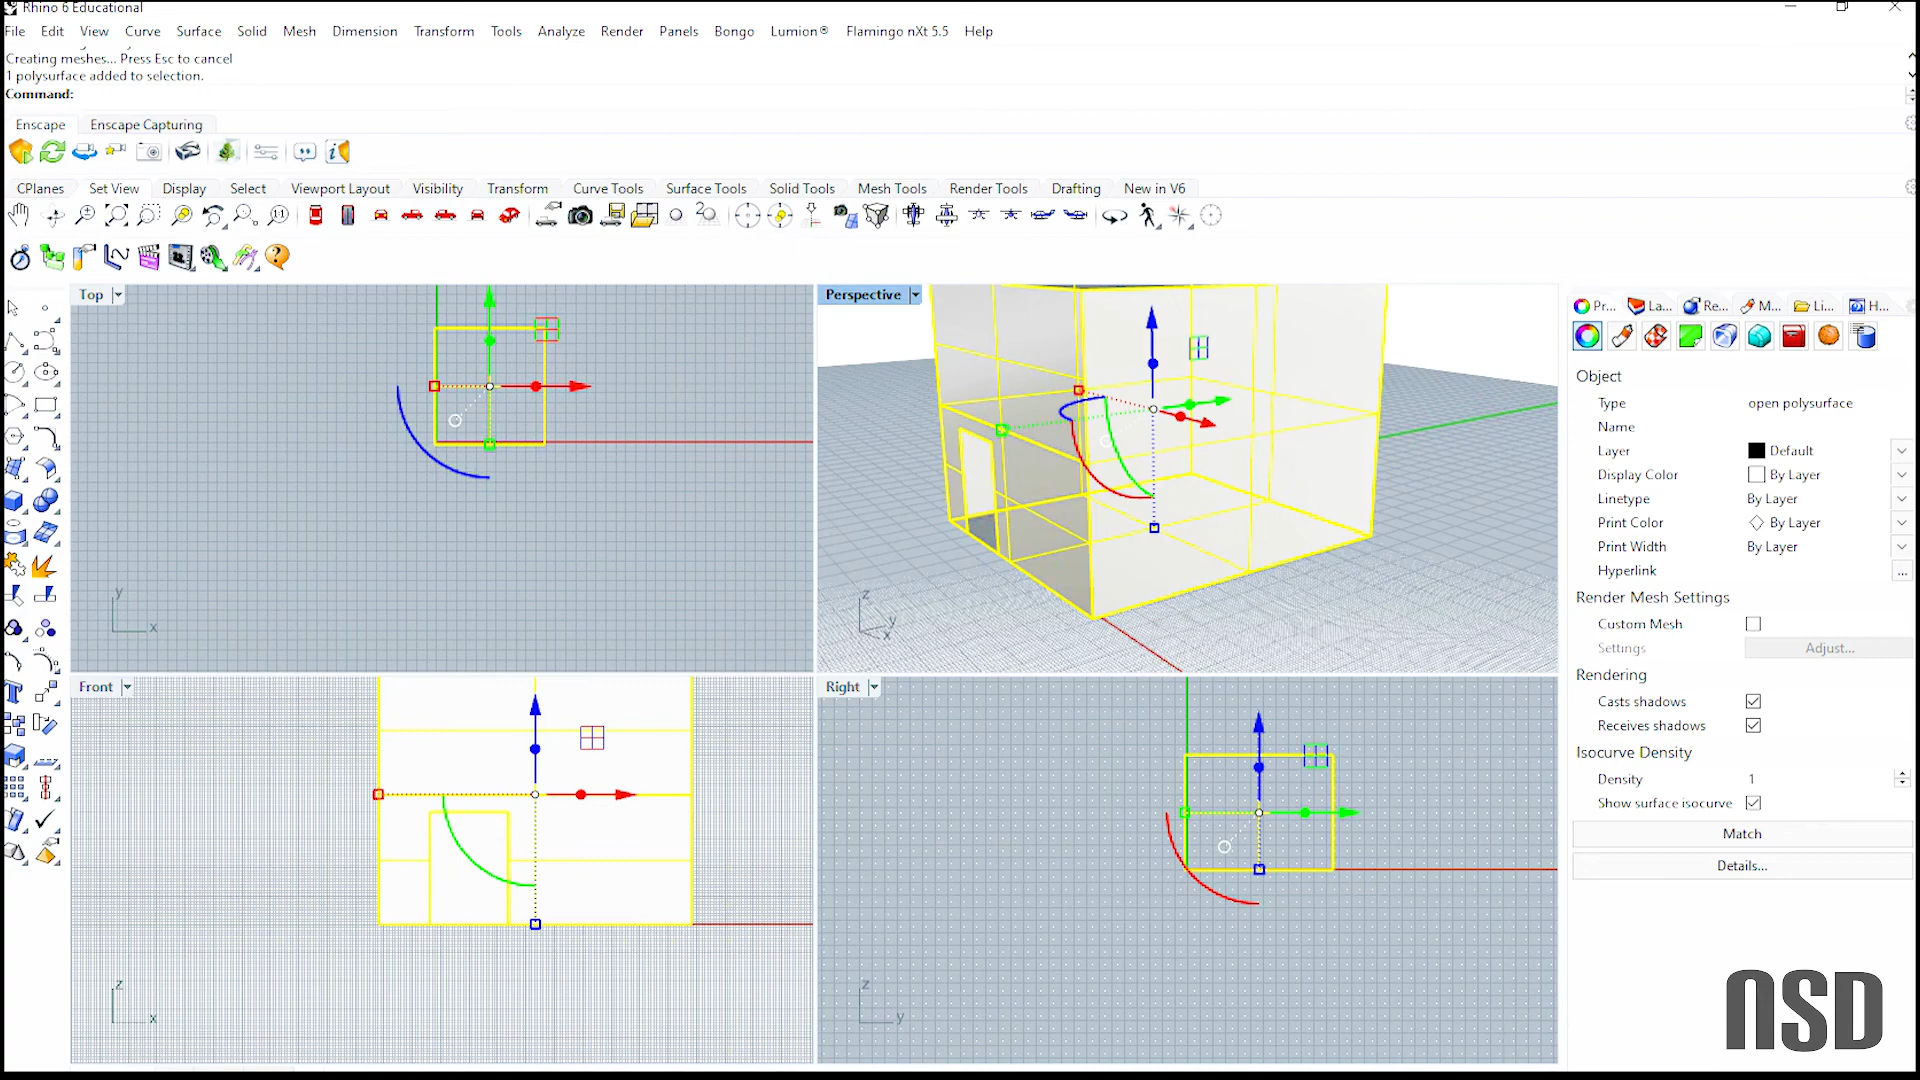 Rhino 6 Educational
File Edit View Curve Surface Solid Mesh Dimension Transform Tools Analyze Render Panels Bongo Lumion® Flamingo nXt 5.5 Help
Creating meshes... Press Esc to cancel
1 polysurface added to selection.
Command:
Enscape Enscape Capturing
CPlanes Set View Display Select Viewport Layout Visibility Transform Curve Tools Surface Tools Solid Tools Mesh Tools Render Tools Drafting New in V6
Top
Perspective
Pr... La... Re... M... Li... H...
Object
Type open polysurface
Name
Layer Default
Display Color By Layer
Linetype By Layer
Print Color By Layer
Print Width By Layer
Hyperlink ...
Render Mesh Settings
Custom Mesh
Settings Adjust...
Rendering
Casts shadows
Receives shadows
Isocurve Density
Density 1
Show surface isocurve
Match
Details...
y
x
z
y
x
Front
Right
z
x
z
y
NSD